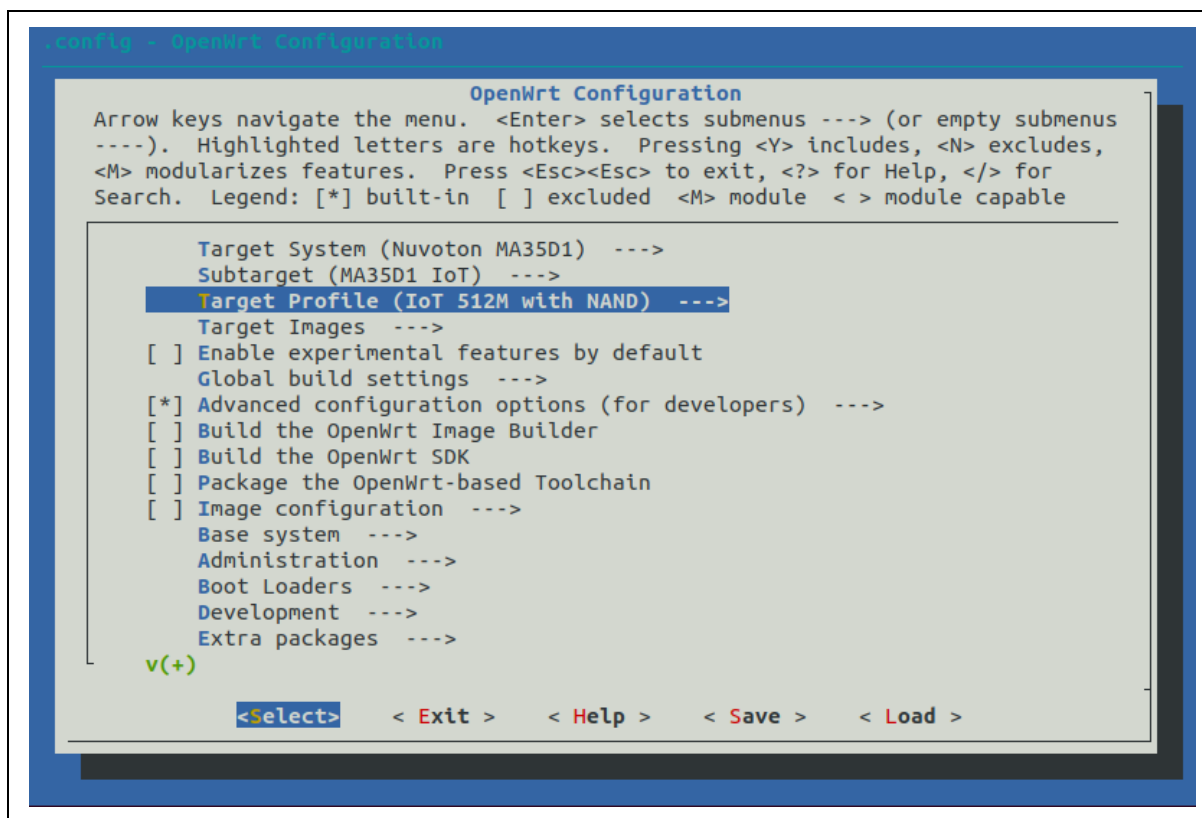 .config - OpenWrt Configuration
OpenWrt Configuration
Arrow keys navigate the menu.  <Enter> selects submenus ---> (or empty submenus
----).  Highlighted letters are hotkeys.  Pressing <Y> includes, <N> excludes,
<M> modularizes features.  Press <Esc><Esc> to exit, <?> for Help, </> for
Search.  Legend: [*] built-in  [ ] excluded  <M> module  < > module capable
Target System (Nuvoton MA35D1)  --->
Subtarget (MA35D1 IoT)  --->
Target Profile (IoT 512M with NAND)  --->
Target Images  --->
[ ] Enable experimental features by default
Global build settings  --->
[*] Advanced configuration options (for developers)  --->
[ ] Build the OpenWrt Image Builder
[ ] Build the OpenWrt SDK
[ ] Package the OpenWrt-based Toolchain
[ ] Image configuration  --->
Base system  --->
Administration  --->
Boot Loaders  --->
Development  --->
Extra packages  --->
v(+)
<Select>    < Exit >    < Help >    < Save >    < Load >